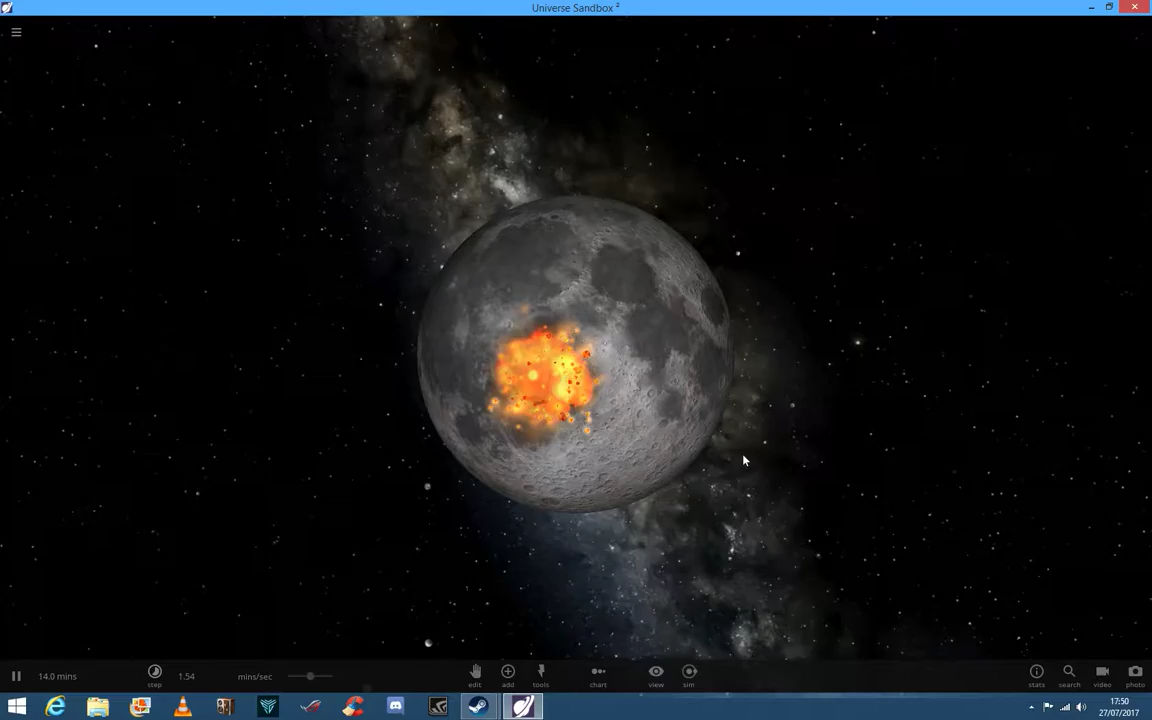 Universe Sandbox ²
14.0 mins
step
1.54
mins/sec
edit
add
tools
chart
view
sim
stats
search
video
photo
17:50
27/07/2017